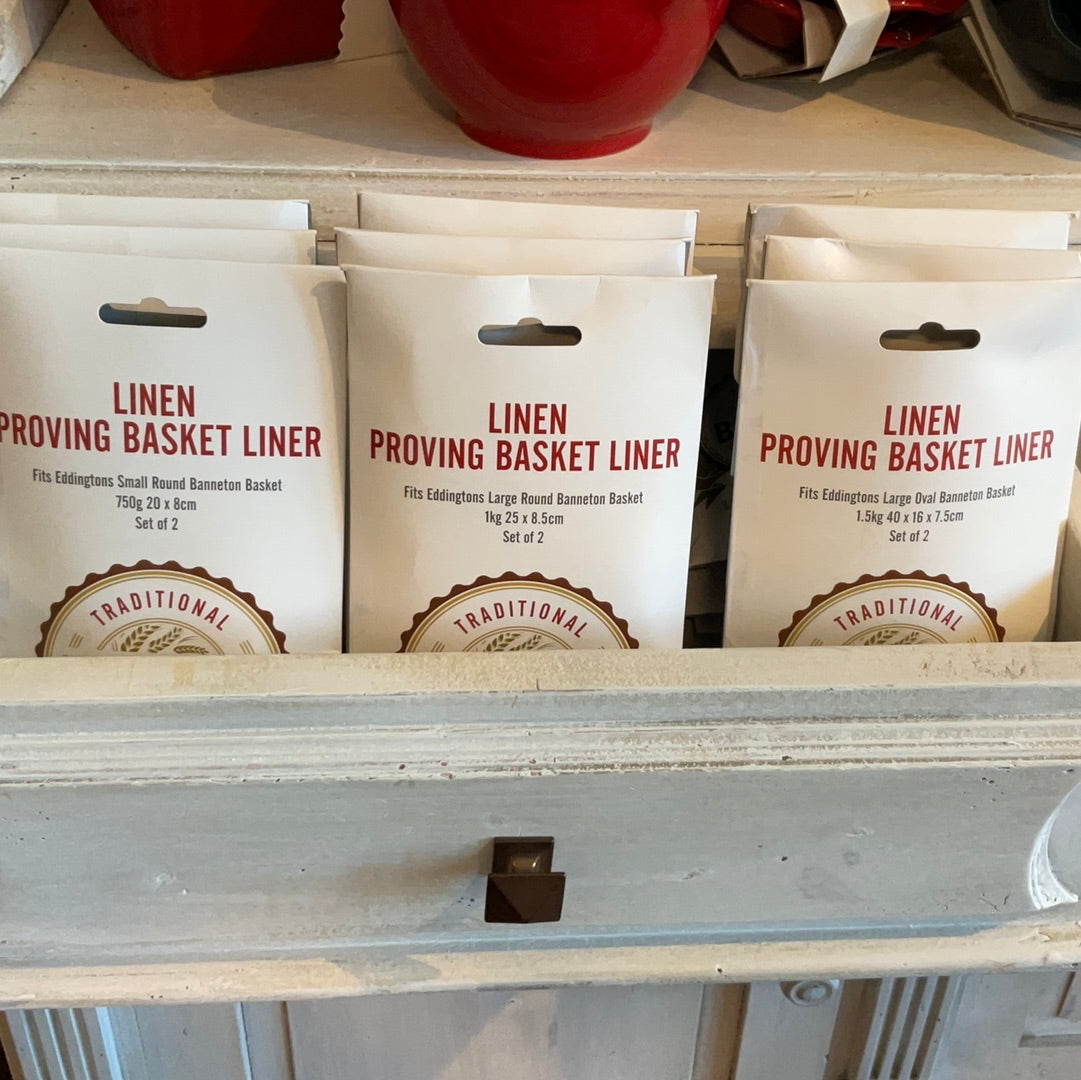 LINEN
PROVING BASKET LINER
Fits Eddingtons Small Round Banneton Basket
750g 20 x 8cm
Set of 2
TRADITIONAL
LINEN
PROVING BASKET LINER
Fits Eddingtons Large Round Banneton Basket
1kg 25 x 8.5cm
Set of 2
TRADITIONAL
LINEN
PROVING BASKET LINER
Fits Eddingtons Large Oval Banneton Basket
1.5kg 40 x 16 x 7.5cm
Set of 2
TRADITIONAL